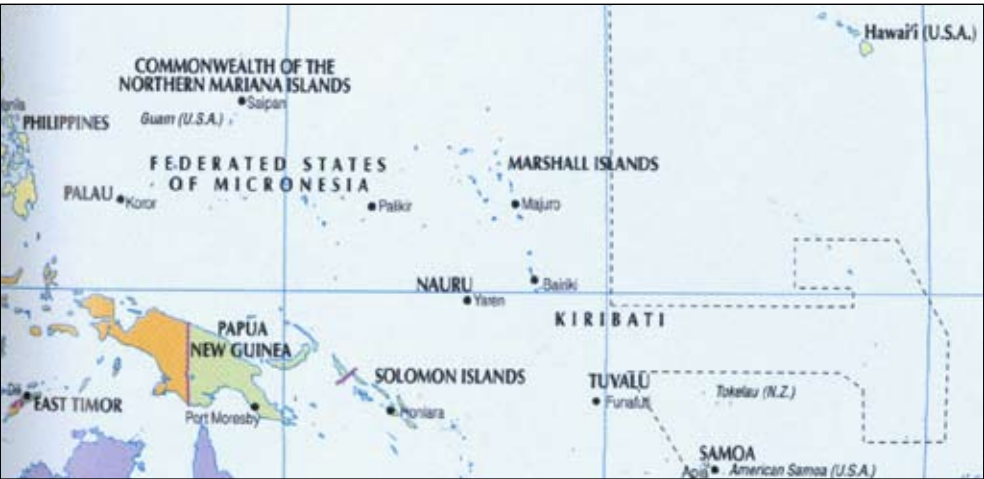 Hawai'i (U.S.A.)
COMMONWEALTH OF THE
NORTHERN MARIANA ISLANDS
Saipan
PHILIPPINES
Guam (U.S.A.)
FEDERATED STATES
OF MICRONESIA
MARSHALL ISLANDS
PALAU
Koror
Palikir
Majuro
NAURU
Bairiki
Yaren
KIRIBATI
PAPUA
NEW GUINEA
SOLOMON ISLANDS
TUVALU
Funafuti
Tokelau (N.Z.)
EAST TIMOR
Port Moresby
Honiara
SAMOA
Apia
American Samoa (U.S.A.)